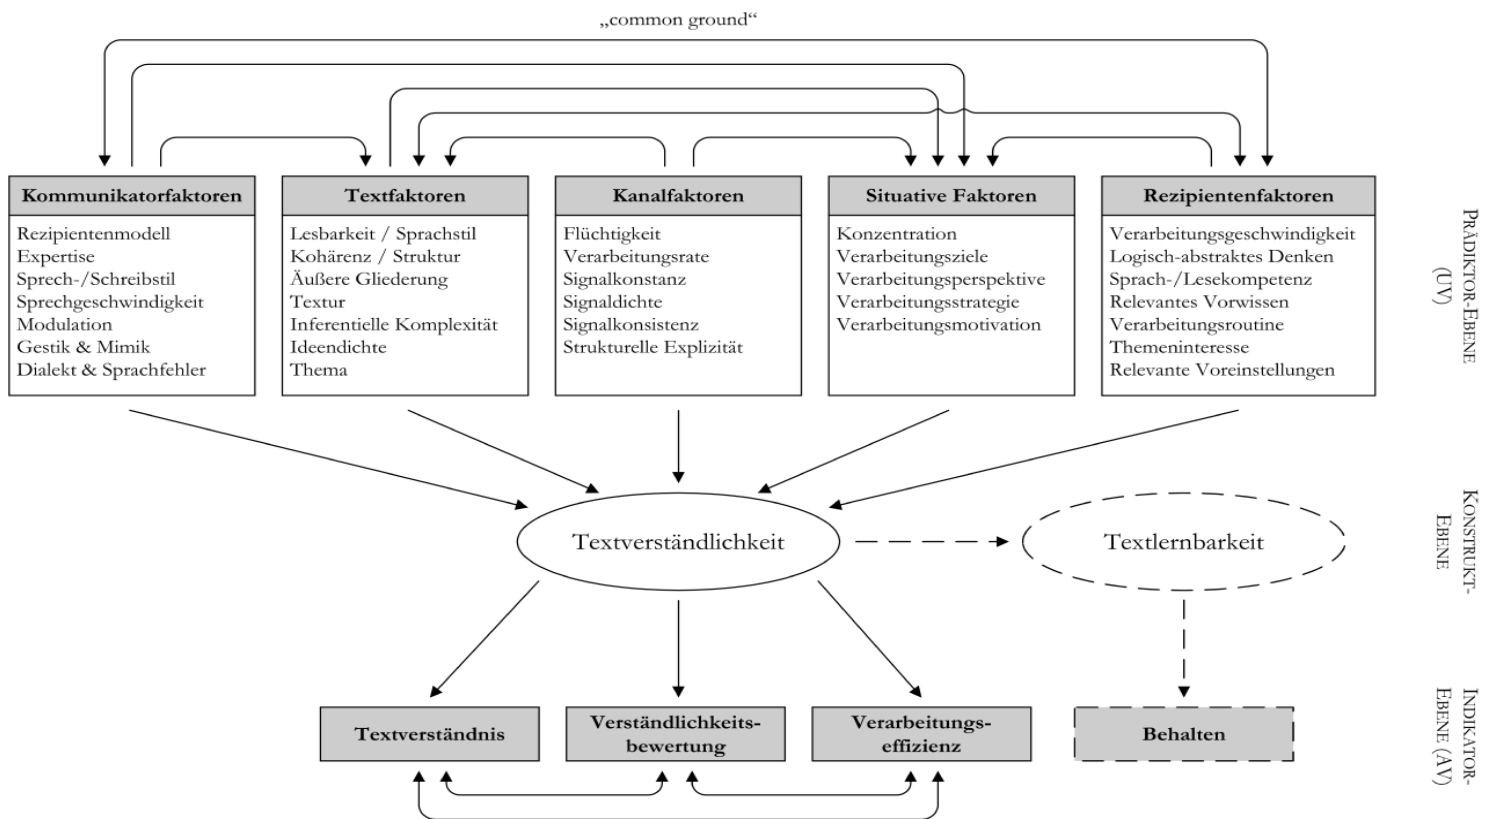 „common ground“
Kommunikatorfaktoren
Rezipientenmodell
Expertise
Sprech-/Schreibstil
Sprechgeschwindigkeit
Modulation
Gestik & Mimik
Dialekt & Sprachfehler
Textfaktoren
Lesbarkeit / Sprachstil
Kohärenz / Struktur
Äußere Gliederung
Textur
Inferentielle Komplexität
Ideendichte
Thema
Kanalfaktoren
Flüchtigkeit
Verarbeitungsrate
Signalkonstanz
Signaldichte
Signalkonsistenz
Strukturelle Explizität
Situative Faktoren
Konzentration
Verarbeitungsziele
Verarbeitungsperspektive
Verarbeitungsstrategie
Verarbeitungsmotivation
Rezipientenfaktoren
Verarbeitungsgeschwindigkeit
Logisch-abstraktes Denken
Sprach-/Lesekompetenz
Relevantes Vorwissen
Verarbeitungsroutine
Themeninteresse
Relevante Voreinstellungen
PRÄDIKTOR-EBENE
(UV)
Textverständlichkeit
Textlernbarkeit
KONSTRUKT-
EBENE
Textverständnis
Verständlichkeits-
bewertung
Verarbeitungs-
effizienz
Behalten
INDIKATOR-
EBENE (AV)